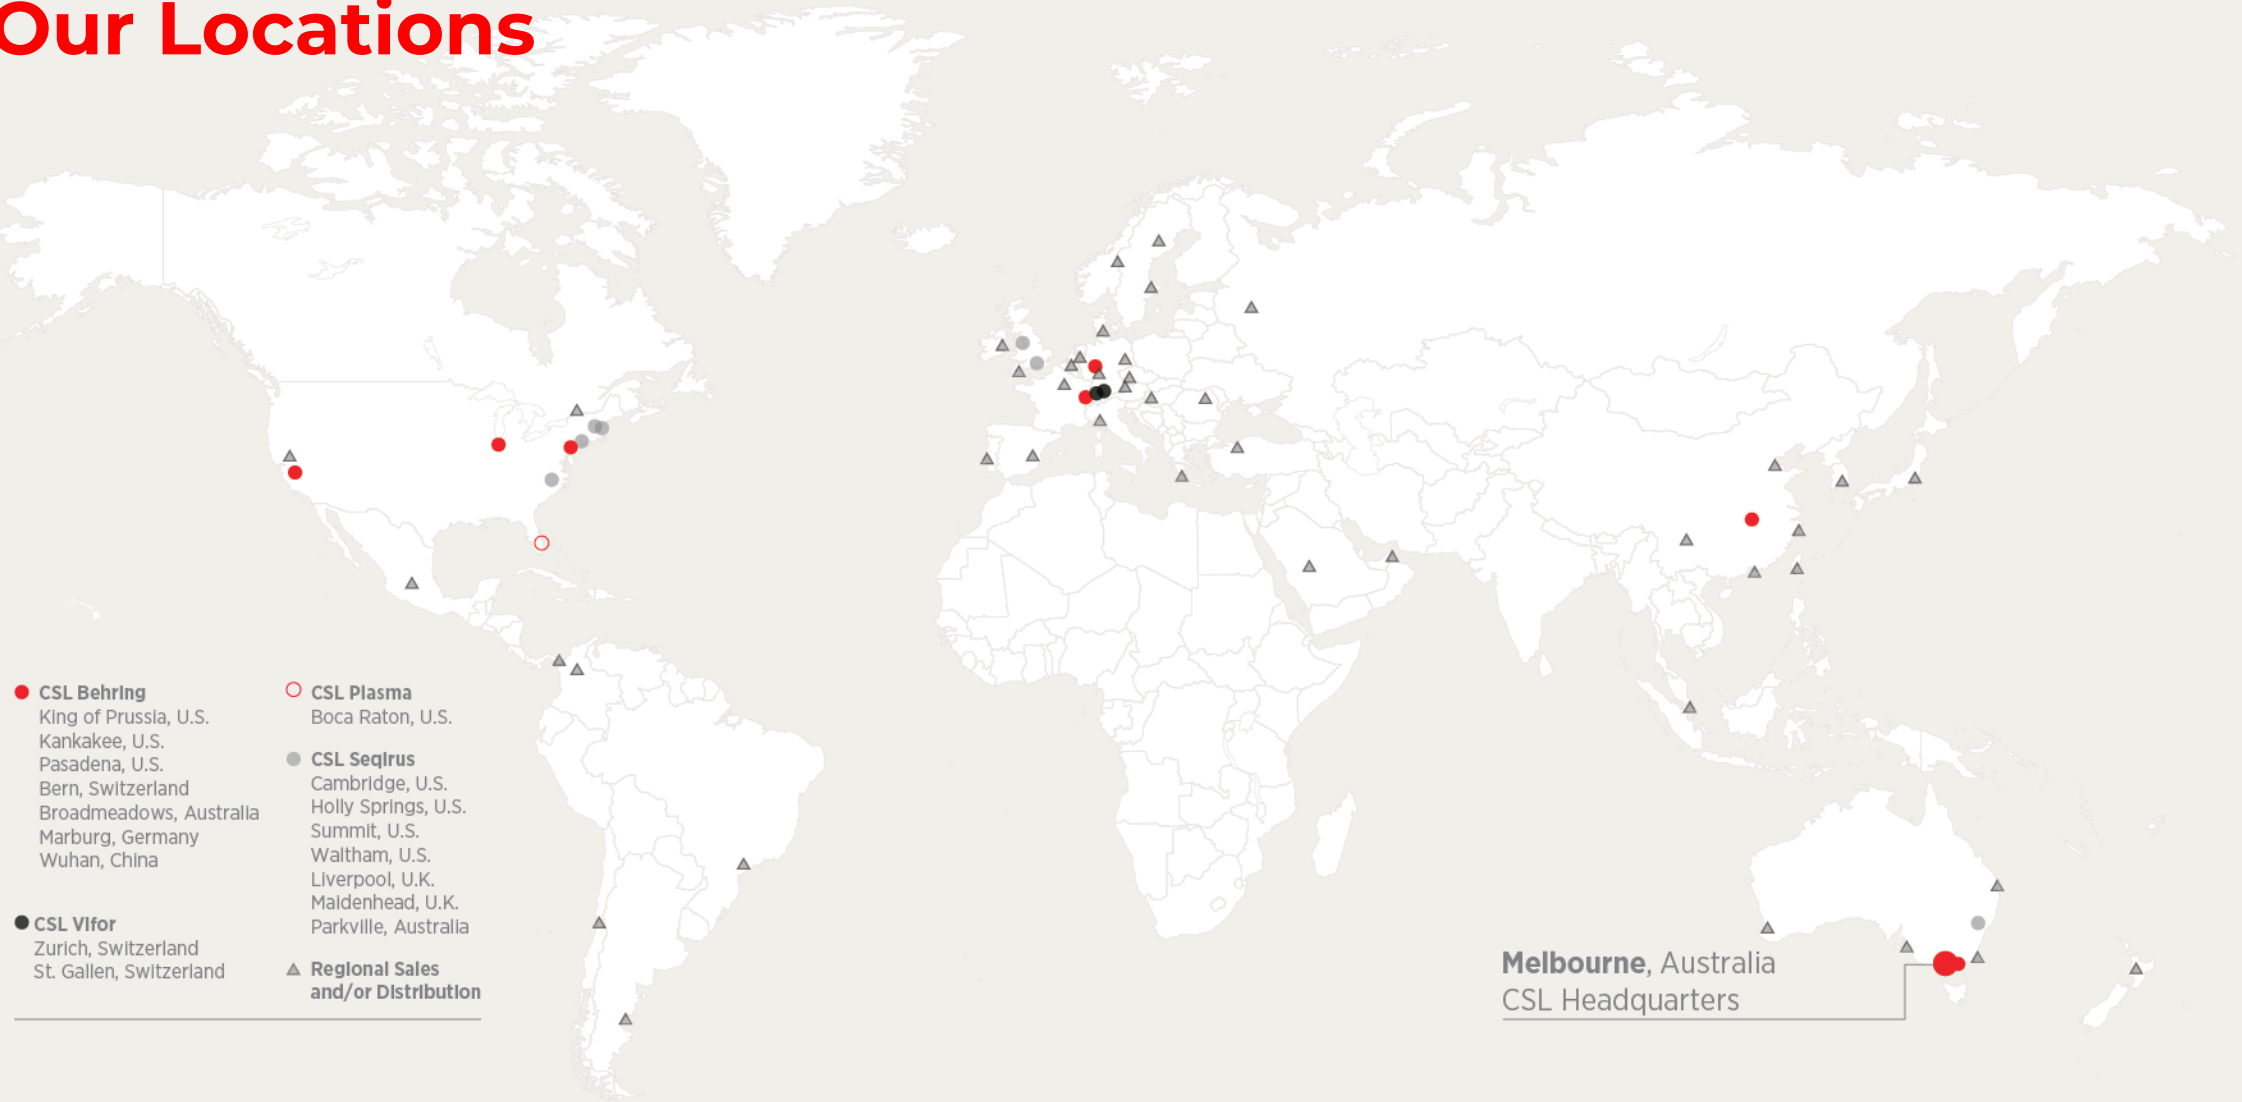 Our Locations
CSL Behring
King of Prussia, U.S.
Kankakee, U.S.
Pasadena, U.S.
Bern, Switzerland
Broadmeadows, Australia
Marburg, Germany
Wuhan, China
CSL Vifor
Zurich, Switzerland
St. Gallen, Switzerland
CSL Plasma
Boca Raton, U.S.
CSL Seqirus
Cambridge, U.S.
Holly Springs, U.S.
Summit, U.S.
Waltham, U.S.
Liverpool, U.K.
Maidenhead, U.K.
Parkville, Australia
Regional Sales
and/or Distribution
Melbourne, Australia
CSL Headquarters